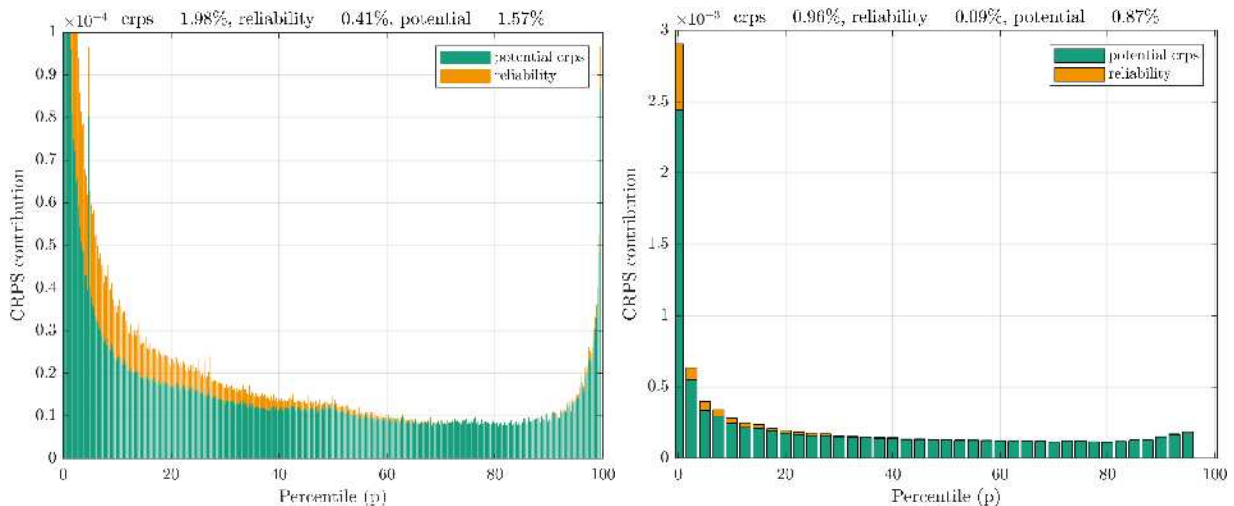 ×10⁻⁴ crps 1.98%, reliability 0.41%, potential 1.57%
1
0.9
0.8
0.7
0.6
0.5
0.4
0.3
0.2
0.1
0
CRPS contribution
potential crps
reliability
0 20 40 60 80 100
Percentile (p)
×10⁻³ crps 0.96%, reliability 0.09%, potential 0.87%
3
2.5
2
1.5
1
0.5
0
CRPS contribution
potential crps
reliability
0 20 40 60 80 100
Percentile (p)